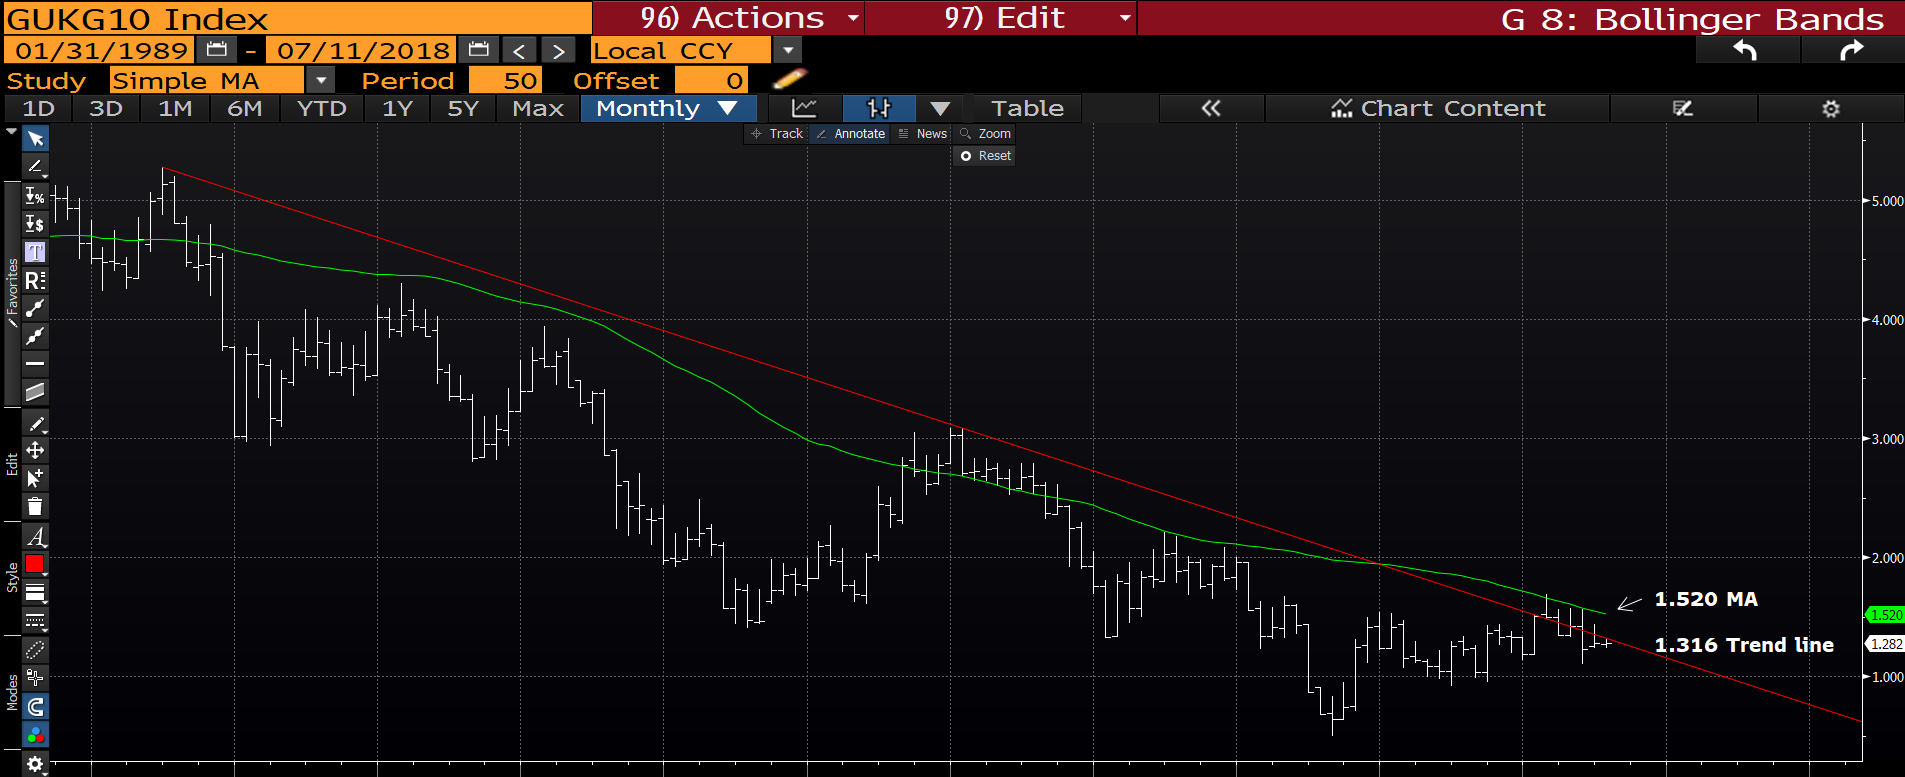 GUKG10 Index 96) Actions 97) Edit G 8: Bollinger Bands
01/31/1989 - 07/11/2018 < > Local CCY
Study Simple MA Period 50 Offset 0
1D 3D 1M 6M YTD 1Y 5Y Max Monthly ▼ Table « Chart Content
Track Annotate News Zoom
Reset
Favorites
%
$
T
R
Edit
A
Style
Modes
5.000
4.000
3.000
2.000
1.520 MA
1.520
1.316 Trend line
1.282
1.000